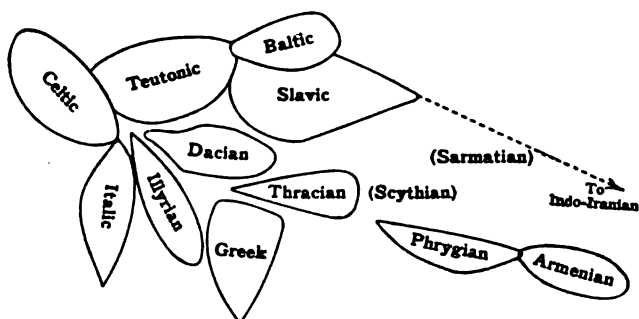 Baltic
Celtic
Teutonic
Slavic
Dacian
(Sarmatian)
To
Indo-Iranian
Italic
Illyrian
Thracian
(Scythian)
Greek
Phrygian
Armenian